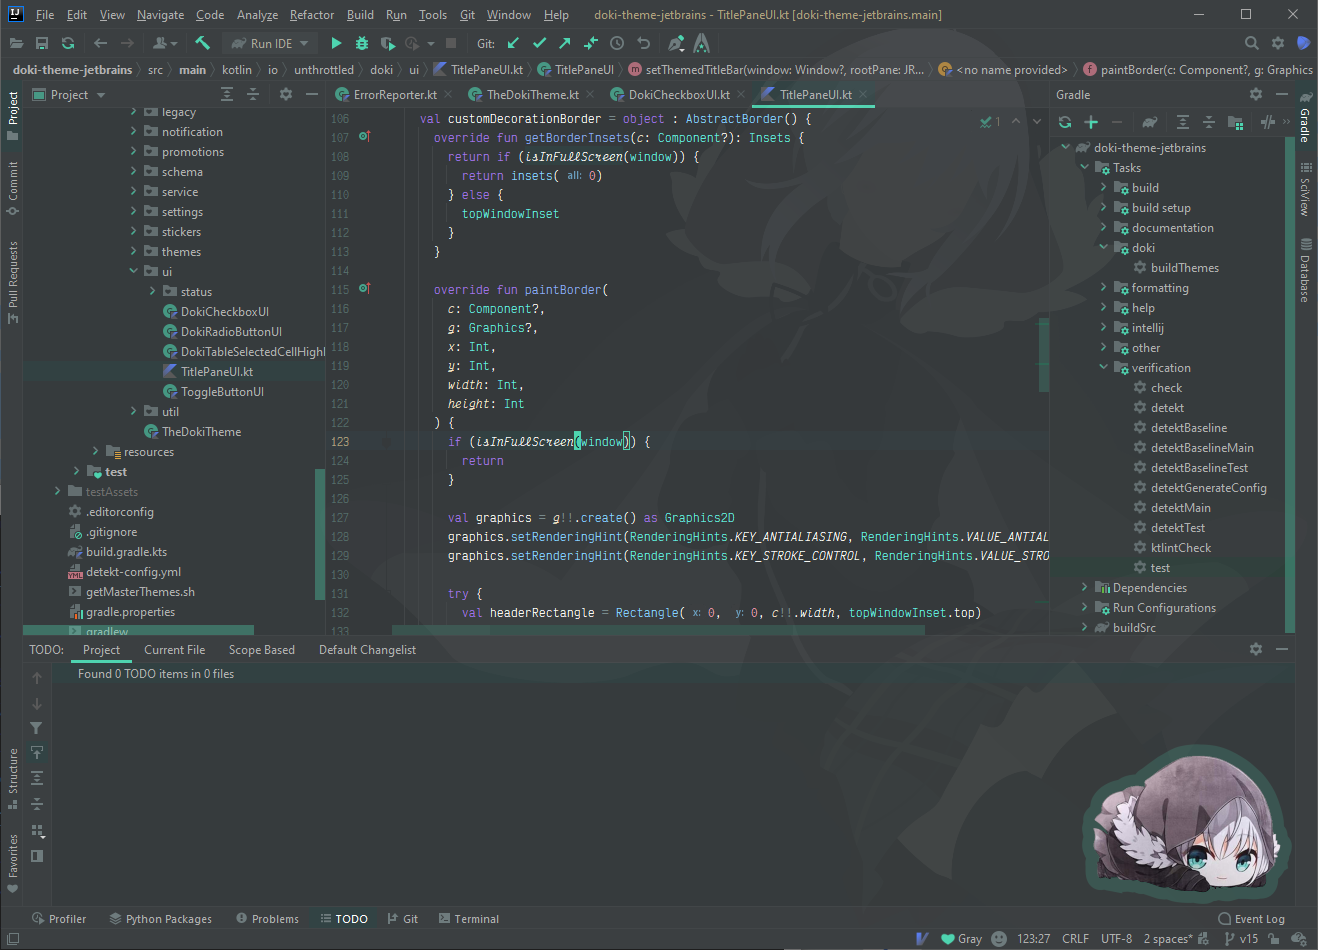 File Edit View Navigate Code Analyze Refactor Build Run Tools Git Window Help doki-theme-jetbrains - TitlePaneUI.kt [doki-theme-jetbrains.main]
Run IDE Git:
doki-theme-jetbrains src main kotlin io unthrottled doki ui TitlePaneUI.kt TitlePaneUI setThemedTitleBar(window: Window?, rootPane: JR... <no name provided> paintBorder(c: Component?, g: Graphics
Project
Commit
Pull Requests
Structure
Favorites
Project
legacy
notification
promotions
schema
service
settings
stickers
themes
ui
status
DokiCheckboxUI
DokiRadioButtonUI
DokiTableSelectedCellHighl
TitlePaneUI.kt
ToggleButtonUI
util
TheDokiTheme
resources
test
testAssets
.editorconfig
.gitignore
build.gradle.kts
detekt-config.yml
getMasterThemes.sh
gradle.properties
gradlew
ErrorReporter.kt TheDokiTheme.kt DokiCheckboxUI.kt TitlePaneUI.kt
1
106 val customDecorationBorder = object : AbstractBorder() {
107 override fun getBorderInsets(c: Component?): Insets {
108 return if (isInFullScreen(window)) {
109 return insets( all: 0)
110 } else {
111 topWindowInset
112 }
113 }
114
115 override fun paintBorder(
116 c: Component?,
117 g: Graphics?,
118 x: Int,
119 y: Int,
120 width: Int,
121 height: Int
122 ) {
123 if (isInFullScreen(window)) {
124 return
125 }
126
127 val graphics = g!!.create() as Graphics2D
128 graphics.setRenderingHint(RenderingHints.KEY_ANTIALIASING, RenderingHints.VALUE_ANTIAL
129 graphics.setRenderingHint(RenderingHints.KEY_STROKE_CONTROL, RenderingHints.VALUE_STRO
130
131 try {
132 val headerRectangle = Rectangle( x: 0, y: 0, c!!.width, topWindowInset.top)
133
Gradle
doki-theme-jetbrains
Tasks
build
build setup
documentation
doki
buildThemes
formatting
help
intellij
other
verification
check
detekt
detektBaseline
detektBaselineMain
detektBaselineTest
detektGenerateConfig
detektMain
detektTest
ktlintCheck
test
Dependencies
Run Configurations
buildSrc
Gradle
SciView
Database
TODO: Project Current File Scope Based Default Changelist
Found 0 TODO items in 0 files
Profiler Python Packages Problems TODO Git Terminal Event Log
Gray 123:27 CRLF UTF-8 2 spaces* v15